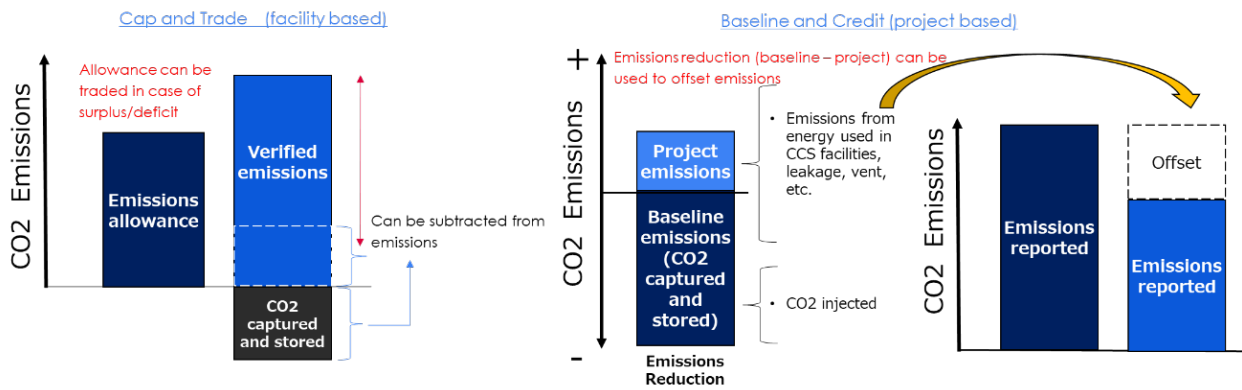 Cap and Trade (facility based)
CO2 Emissions
Allowance can be
traded in case of
surplus/deficit
Emissions
allowance
Verified
emissions
Can be subtracted from
emissions
CO2
captured
and stored
Baseline and Credit (project based)
CO2 Emissions
+
-
Emissions reduction (baseline – project) can be
used to offset emissions
Project
emissions
Baseline
emissions
(CO2
captured
and
stored)
Emissions
Reduction
• Emissions from
energy used in
CCS facilities,
leakage, vent,
etc.
• CO2 injected
CO2 Emissions
Emissions
reported
Offset
Emissions
reported